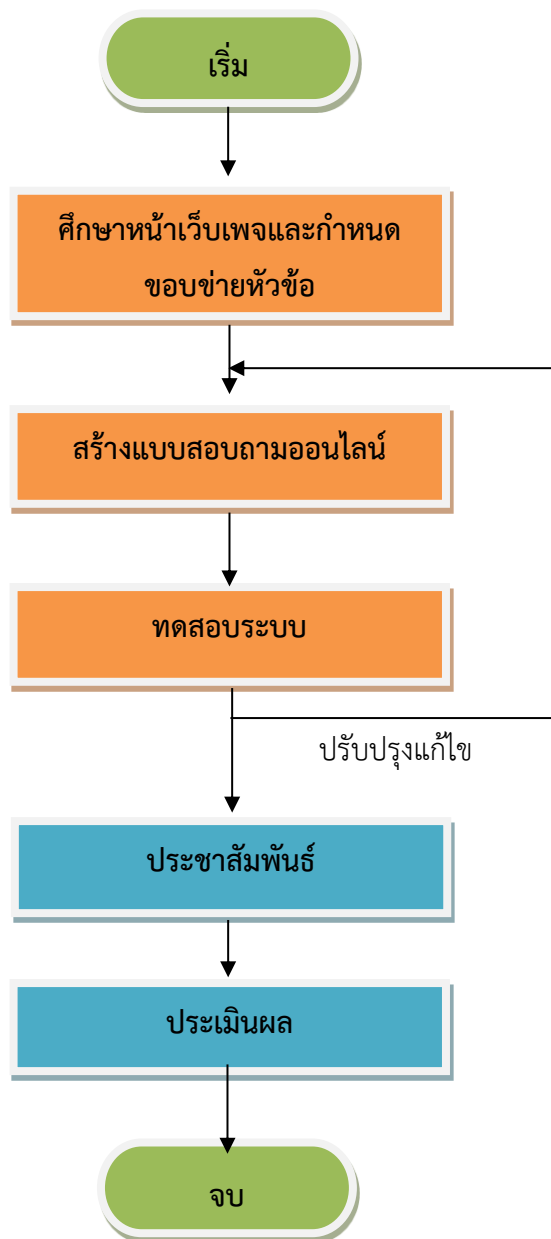 เริ่ม
ศึกษาหน้าเว็บเพจและกำหนด
ขอบข่ายหัวข้อ
สร้างแบบสอบถามออนไลน์
ทดสอบระบบ
ปรับปรุงแก้ไข
ประชาสัมพันธ์
ประเมินผล
จบ